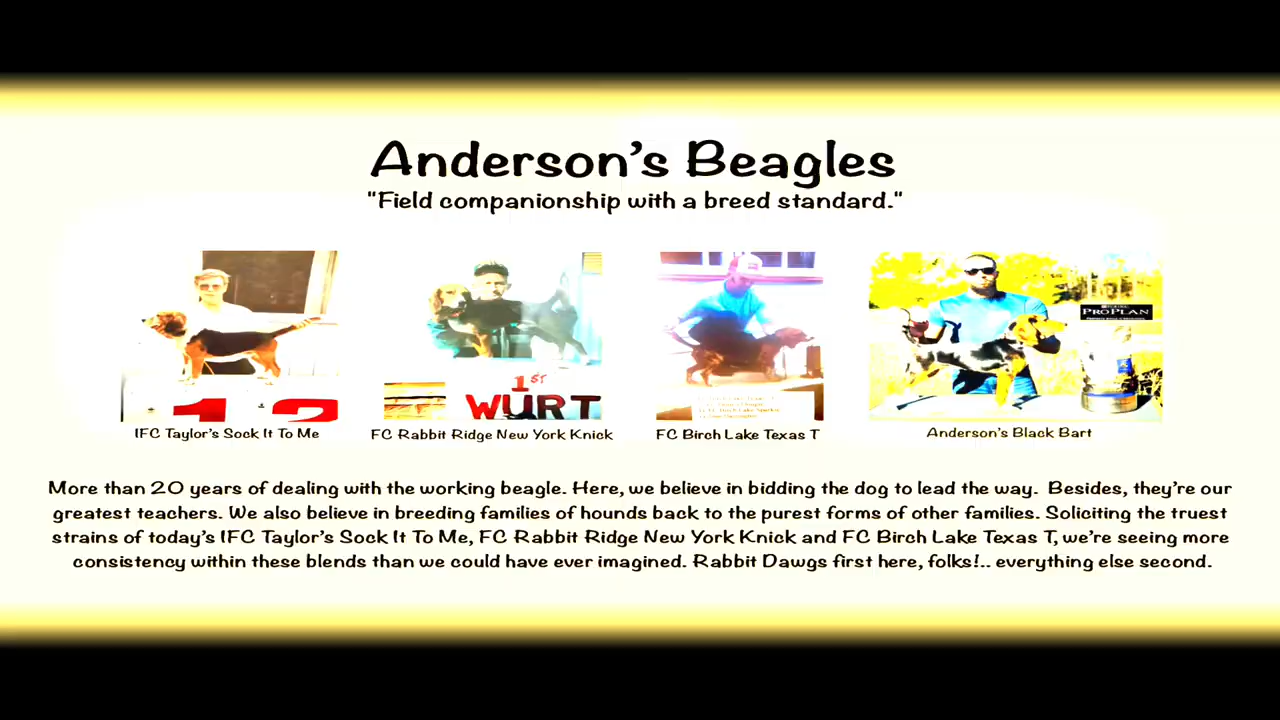 Anderson's Beagles
"Field companionship with a breed standard."
1 2
1ST
WURT
PURINA
PROPLAN
IFC Taylor's Sock It To Me
FC Rabbit Ridge New York Knick
FC Birch Lake Texas T
Anderson's Black Bart
More than 20 years of dealing with the working beagle. Here, we believe in bidding the dog to lead the way.  Besides, they're our
greatest teachers. We also believe in breeding families of hounds back to the purest forms of other families. Soliciting the truest
strains of today's IFC Taylor's Sock It To Me, FC Rabbit Ridge New York Knick and FC Birch Lake Texas T, we're seeing more
consistency within these blends than we could have ever imagined. Rabbit Dawgs first here, folks!.. everything else second.